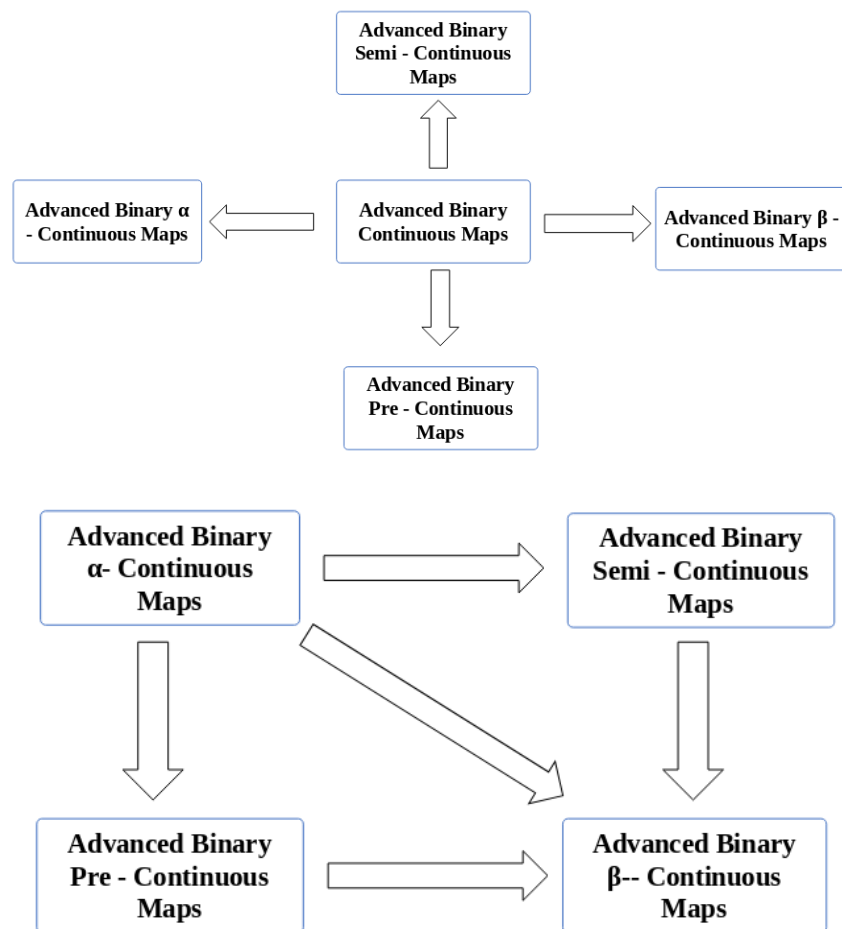 Advanced Binary
Semi - Continuous
Maps
Advanced Binary α
- Continuous Maps
Advanced Binary
Continuous Maps
Advanced Binary β -
Continuous Maps
Advanced Binary
Pre - Continuous
Maps
Advanced Binary
α- Continuous
Maps
Advanced Binary
Semi - Continuous
Maps
Advanced Binary
Pre - Continuous
Maps
Advanced Binary
β-- Continuous
Maps